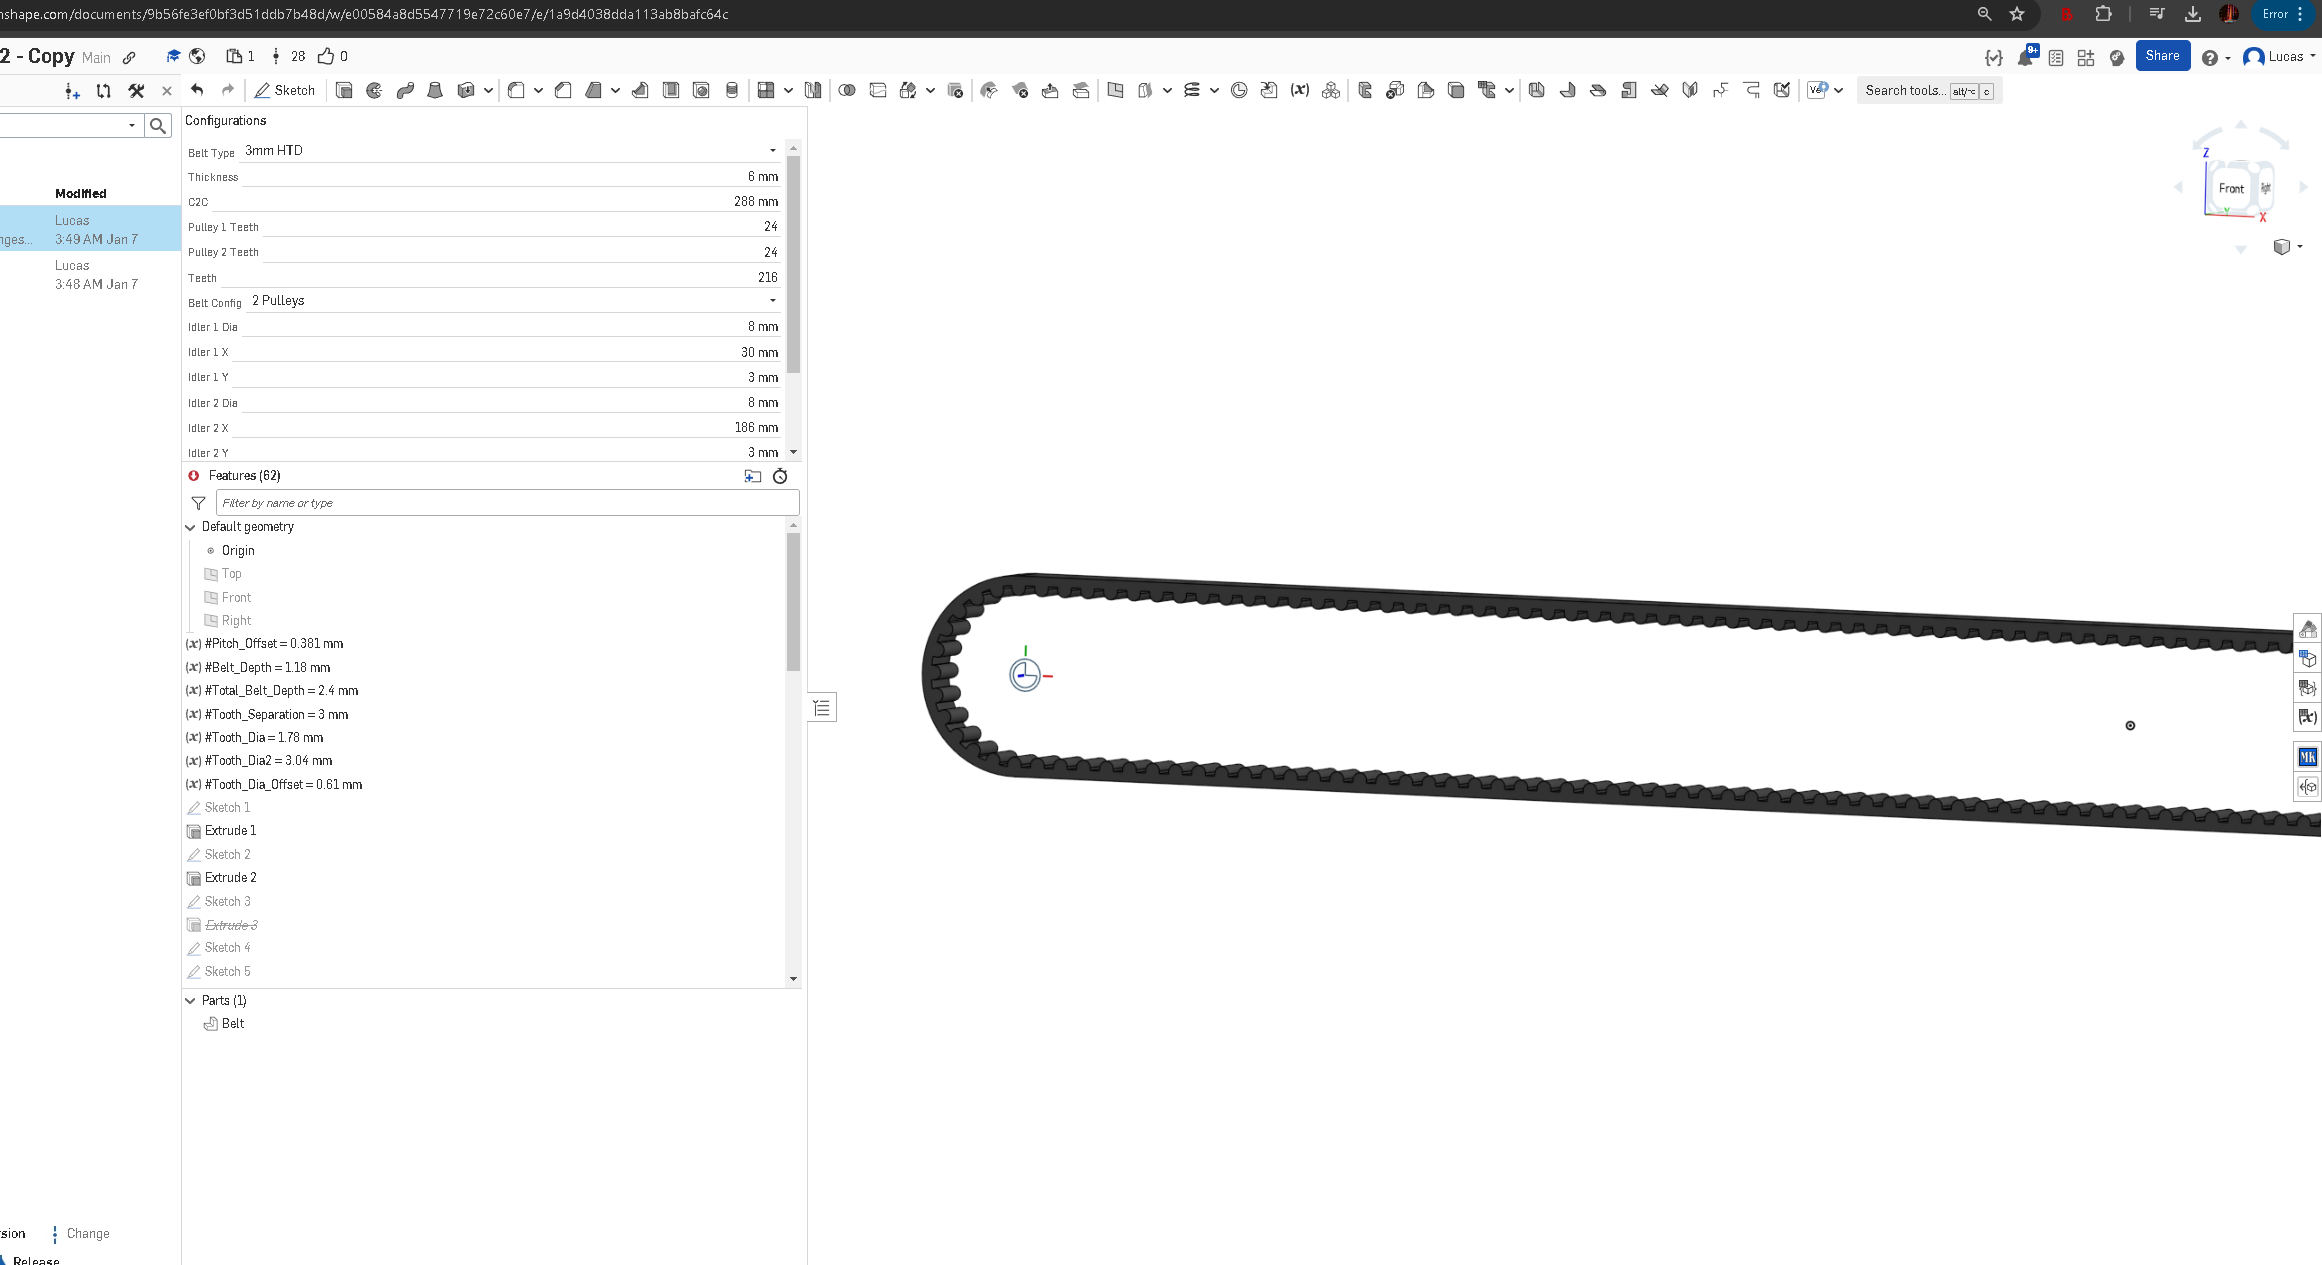 nshape.com/documents/9b56fe3ef0bf3d51ddb7b48d/w/e00584a8d5547719e72c60e7/e/1a9d4038dda113ab8bafc64c
Error
2 - Copy Main 1 28 0
9+ Share Lucas
Sketch Search tools... alt/⌥ c
Configurations
Belt Type 3mm HTD
Thickness 6 mm
C2C 288 mm
Pulley 1 Teeth 24
Pulley 2 Teeth 24
Teeth 216
Belt Config 2 Pulleys
Idler 1 Dia 8 mm
Idler 1 X 30 mm
Idler 1 Y 3 mm
Idler 2 Dia 8 mm
Idler 2 X 186 mm
Idler 2 Y 3 mm
Modified
Lucas
nges... 3:49 AM Jan 7
Lucas
3:48 AM Jan 7
Features (62)
Filter by name or type
Default geometry
Origin
Top
Front
Right
(x) #Pitch_Offset = 0.381 mm
(x) #Belt_Depth = 1.18 mm
(x) #Total_Belt_Depth = 2.4 mm
(x) #Tooth_Separation = 3 mm
(x) #Tooth_Dia = 1.78 mm
(x) #Tooth_Dia2 = 3.04 mm
(x) #Tooth_Dia_Offset = 0.61 mm
Sketch 1
Extrude 1
Sketch 2
Extrude 2
Sketch 3
Extrude 3
Sketch 4
Sketch 5
Parts (1)
Belt
rsion Change
Release
Z
Front Right
Y
X
MK